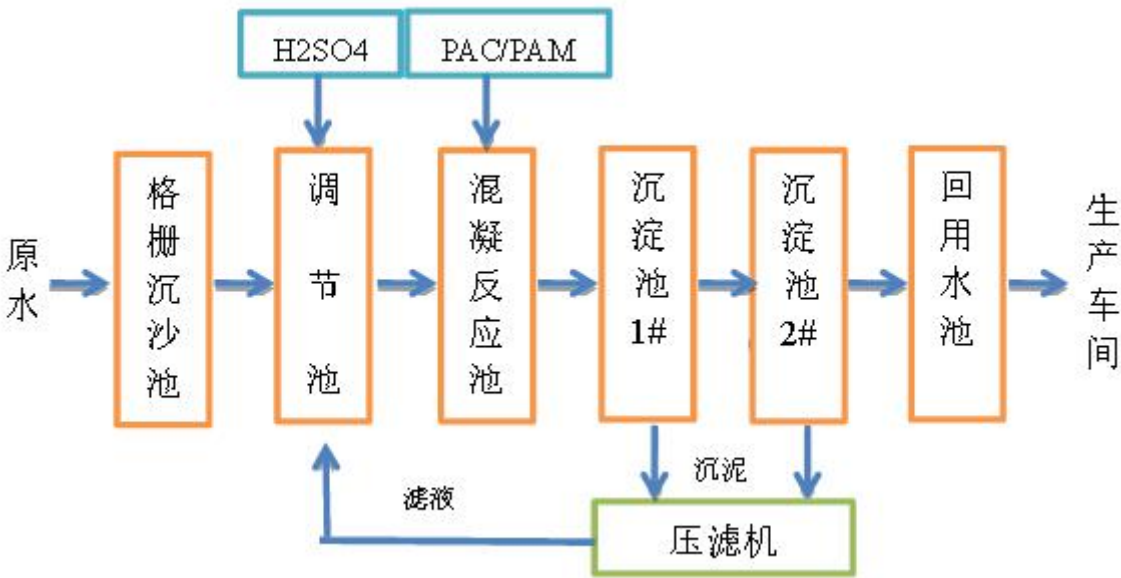 H2SO4
PAC/PAM
原水
格栅沉沙池
调节池
混凝反应池
沉淀池1#
沉淀池2#
回用水池
生产车间
沉泥
滤液
压滤机